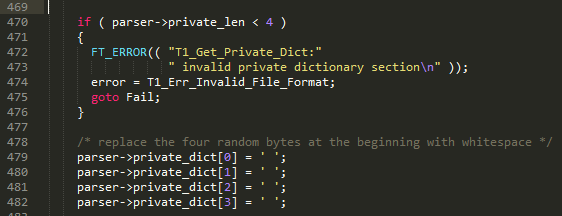 469
470 if ( parser->private_len < 4 )
471 {
472 FT_ERROR(( "T1_Get_Private_Dict:"
473 " invalid private dictionary section\n" ));
474 error = T1_Err_Invalid_File_Format;
475 goto Fail;
476 }
477
478 /* replace the four random bytes at the beginning with whitespace */
479 parser->private_dict[0] = ' ';
480 parser->private_dict[1] = ' ';
481 parser->private_dict[2] = ' ';
482 parser->private_dict[3] = ' ';